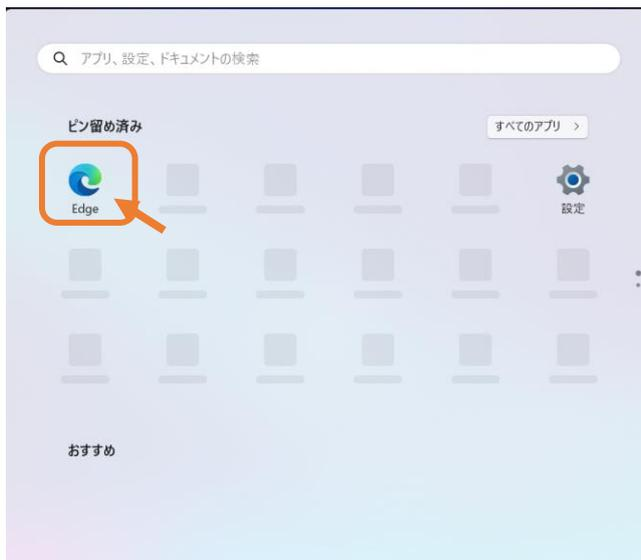 アプリ、設定、ドキュメントの検索
ピン留め済み
すべてのアプリ >
Edge
設定
おすすめ